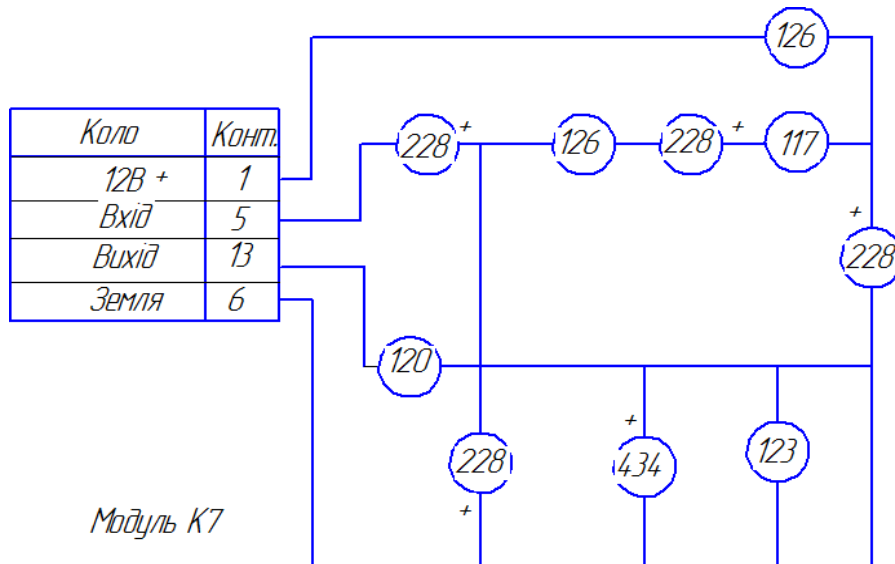 126
Коло Конт.
228 + 126 228 + 117
12В + 1
Вхід 5
+
228
Вихід 13
Земля 6
120
+
228 434 123
+
Модуль К7